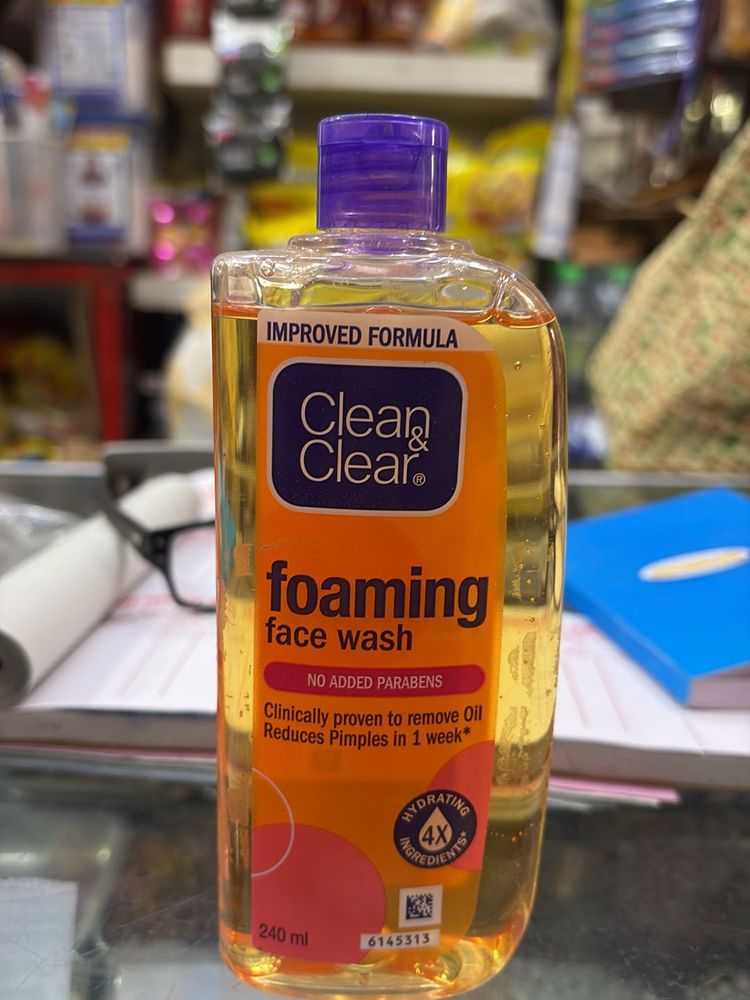 IMPROVED FORMULA
Clean
&
Clear®
foaming
face wash
NO ADDED PARABENS
Clinically proven to remove Oil
Reduces Pimples in 1 week*
HYDRATING
4X
INGREDIENTS*
240 ml
6145313